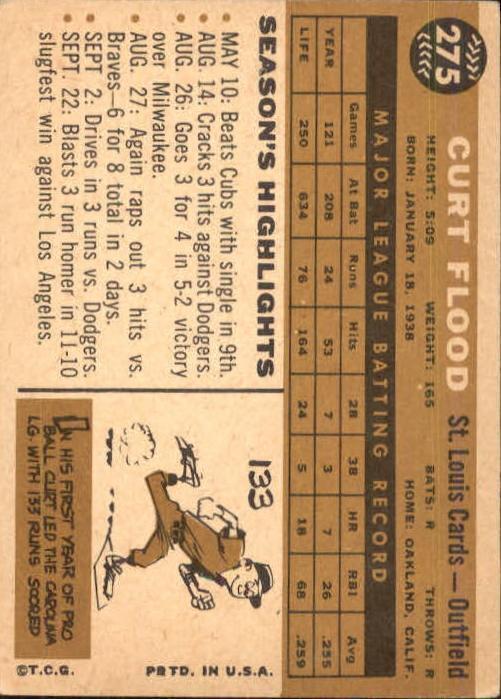 275
CURT FLOOD St. Louis Cards — Outfield
HEIGHT: 5:09 WEIGHT: 165 BATS: R THROWS: R
BORN: JANUARY 18, 1938 HOME: OAKLAND, CALIF.
MAJOR LEAGUE BATTING RECORD
Games At Bat Runs Hits 2B 3B HR RBI Avg
YEAR 121 208 24 53 7 3 7 26 .255
LIFE 250 634 76 164 24 5 18 68 .259
SEASON'S HIGHLIGHTS
• MAY 10: Beats Cubs with single in 9th.
• AUG. 14: Cracks 3 hits against Dodgers.
• AUG. 26: Goes 3 for 4 in 5-2 victory
over Milwaukee.
• AUG. 27: Again raps out 3 hits vs.
Braves—6 for 8 total in 2 days.
• SEPT. 2: Drives in 3 runs vs. Dodgers.
• SEPT. 22: Blasts 3 run homer in 11-10
slugfest win against Los Angeles.
133
IN HIS FIRST YEAR OF PRO
BALL CURT LED THE CAROLINA
LG. WITH 133 RUNS SCORED
©T.C.G. PRTD. IN U.S.A.